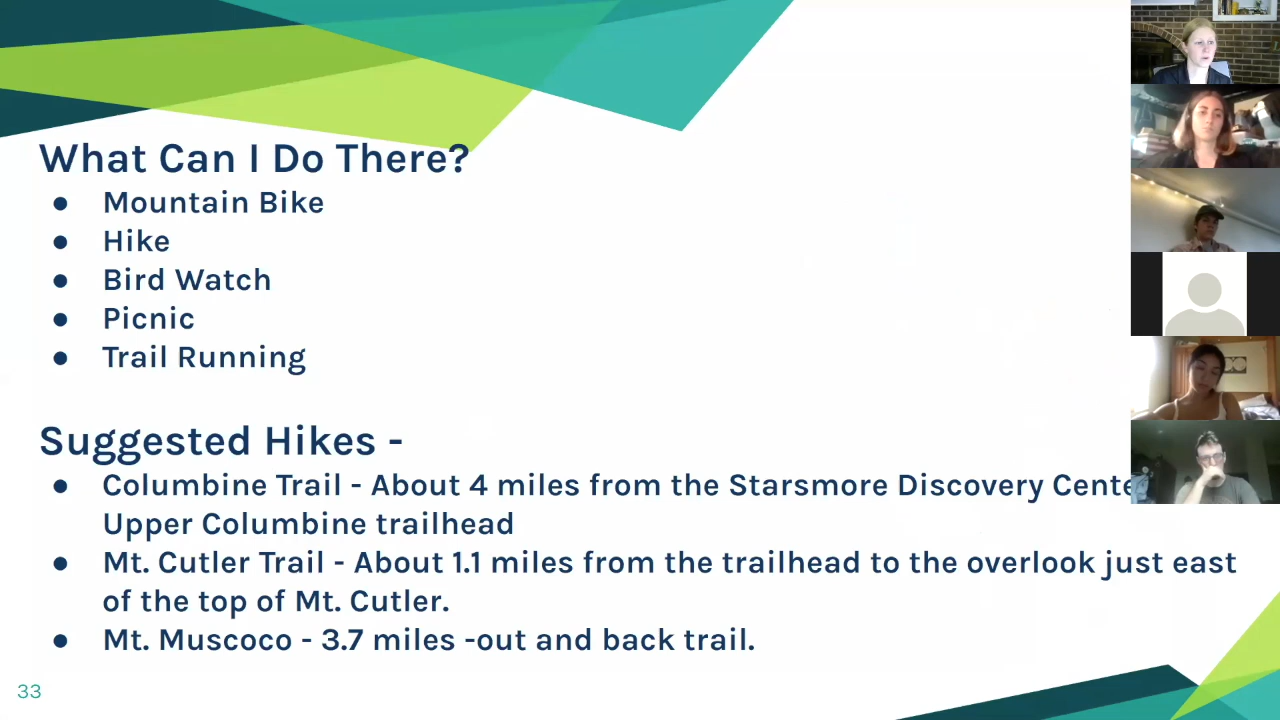 What Can I Do There?
● Mountain Bike
● Hike
● Bird Watch
● Picnic
● Trail Running
Suggested Hikes -
● Columbine Trail - About 4 miles from the Starsmore Discovery Cente
Upper Columbine trailhead
● Mt. Cutler Trail - About 1.1 miles from the trailhead to the overlook just east
of the top of Mt. Cutler.
● Mt. Muscoco - 3.7 miles -out and back trail.
33